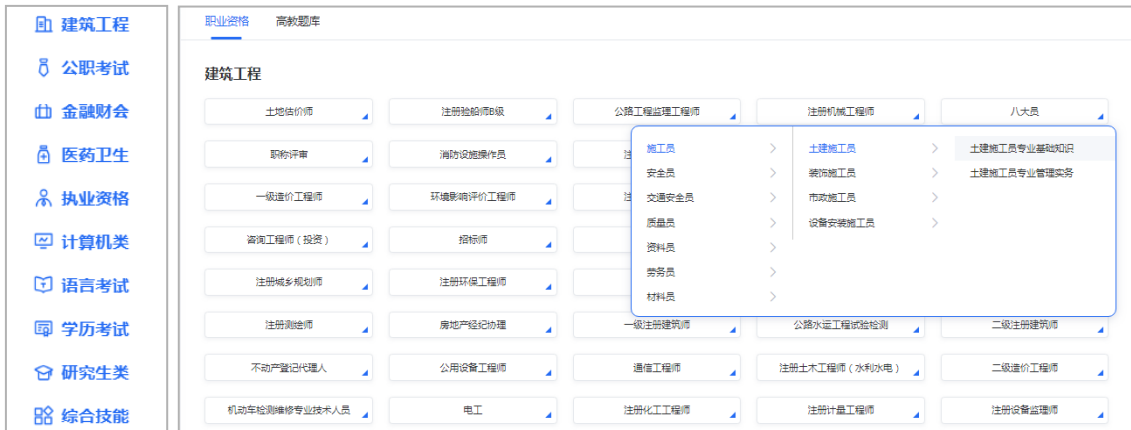 建筑工程
公职考试
金融财会
医药卫生
执业资格
计算机类
语言考试
学历考试
研究生类
综合技能
职业资格 高教题库
建筑工程
土地估价师 注册验船师B级 公路工程监理工程师 注册机械工程师 八大员
职称评审 消防设施操作员 注
一级造价工程师 环境影响评价工程师 注
咨询工程师（投资） 招标师
注册城乡规划师 注册环保工程师
施工员 土建施工员 土建施工员专业基础知识
安全员 装饰施工员 土建施工员专业管理实务
交通安全员 市政施工员
质量员 设备安装施工员
资料员
劳务员
材料员
注册测绘师 房地产经纪协理 一级注册建筑师 公路水运工程试验检测 二级注册建筑师
不动产登记代理人 公用设备工程师 通信工程师 注册土木工程师（水利水电） 二级造价工程师
机动车检测维修专业技术人员 电工 注册化工工程师 注册计量工程师 注册设备监理师